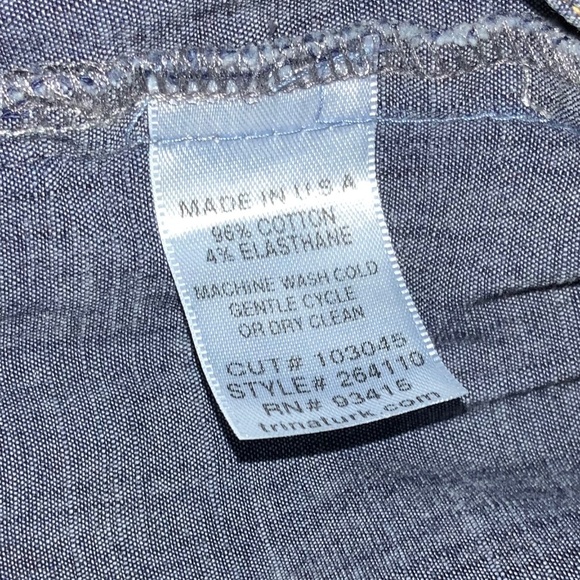 MADE IN U.S.A
96% COTTON
4% ELASTHANE
MACHINE WASH COLD
GENTLE CYCLE
OR DRY CLEAN
CUT# 103045
STYLE# 264110
RN# 93415
trinaturk.com